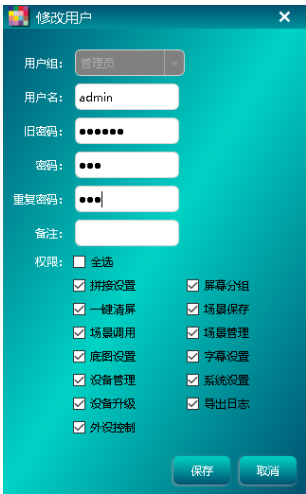 修改用户
用户组: 管理员
用户名: admin
旧密码: ●●●●●●
密码: ●●●
重复密码: ●●●
备注:
权限: 全选
拼接设置 屏幕分组
一键清屏 场景保存
场景调用 场景管理
底图设置 字幕设置
设备管理 系统设置
设备升级 导出日志
外设控制
保存 取消